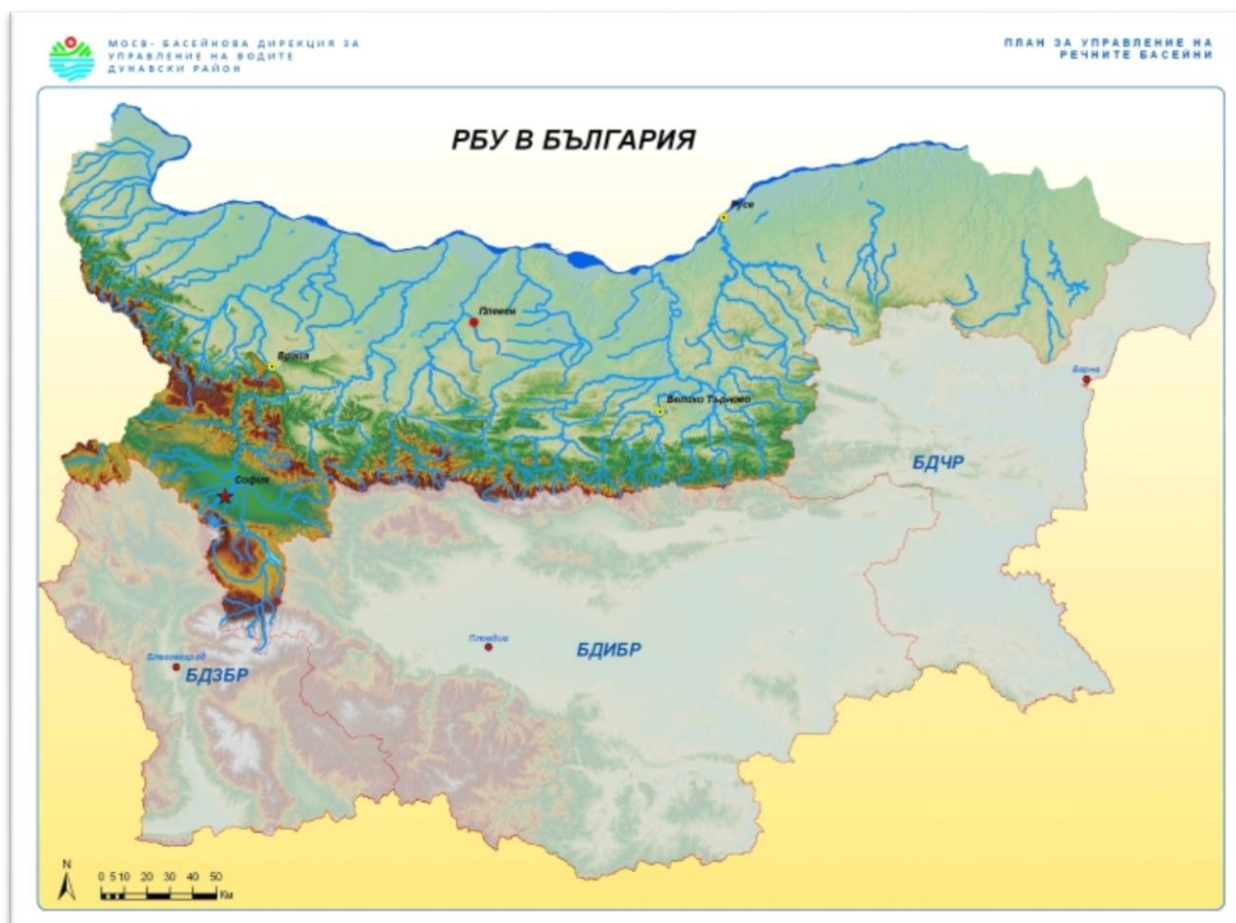 МОСВ- БАСЕЙНОВА ДИРЕКЦИЯ ЗА
УПРАВЛЕНИЕ НА ВОДИТЕ
ДУНАВСКИ РАЙОН
ПЛАН ЗА УПРАВЛЕНИЕ НА
РЕЧНИТЕ БАСЕЙНИ
РБУ В БЪЛГАРИЯ
Русе
Плевен
Враца
Варна
Велико Търново
БДЧР
София
Пловдив
БДИБР
Благоевград
БДЗБР
N
0 5 10 20 30 40 50
Км